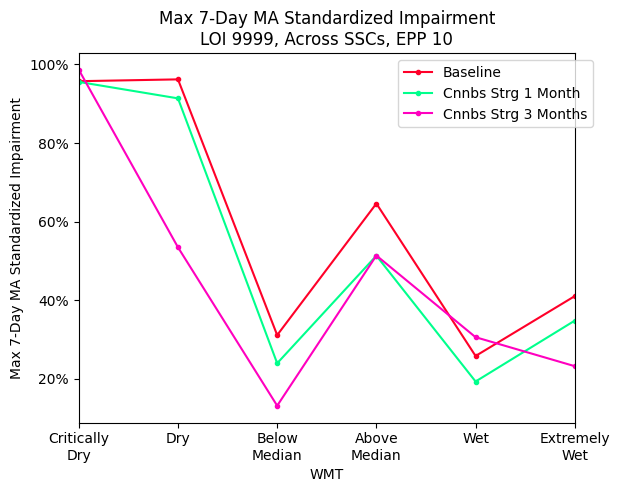 Max 7-Day MA Standardized Impairment
LOI 9999, Across SSCs, EPP 10
Baseline
Cnnbs Strg 1 Month
Cnnbs Strg 3 Months
Max 7-Day MA Standardized Impairment
100%
80%
60%
40%
20%
Critically
Dry
Dry
Below
Median
Above
Median
Wet
Extremely
Wet
WMT